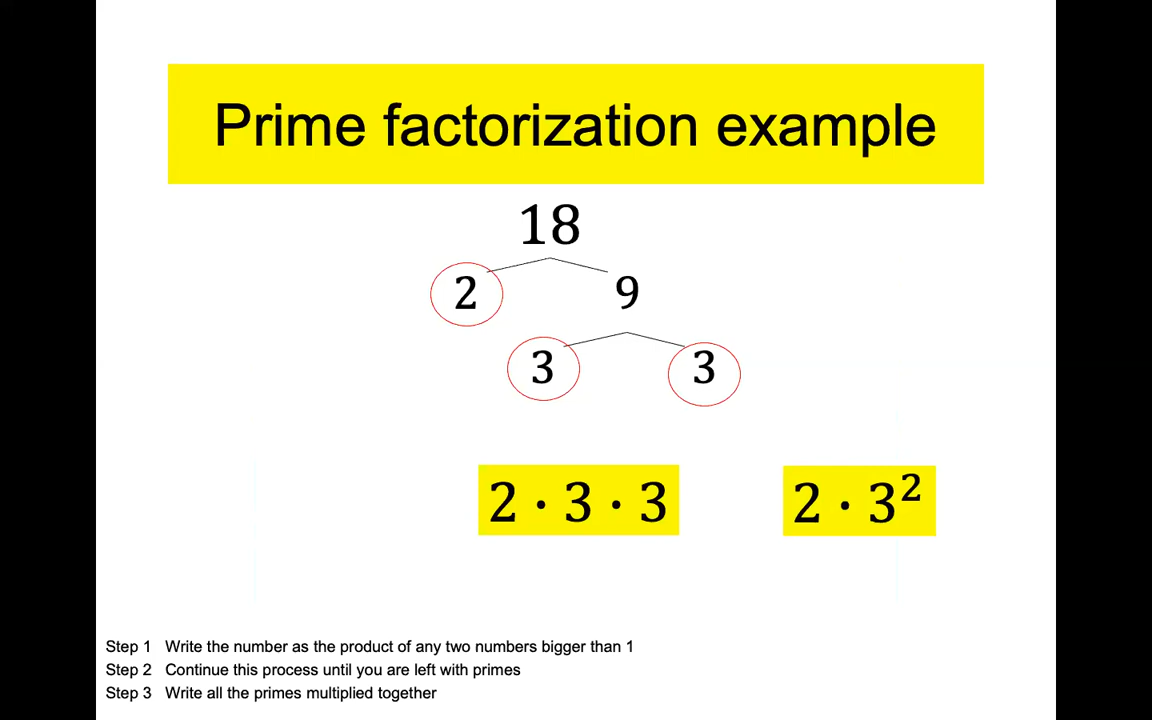 Prime factorization example
18
2 9
3 3
2 · 3 · 3 2 · 3²
Step 1 Write the number as the product of any two numbers bigger than 1
Step 2 Continue this process until you are left with primes
Step 3 Write all the primes multiplied together